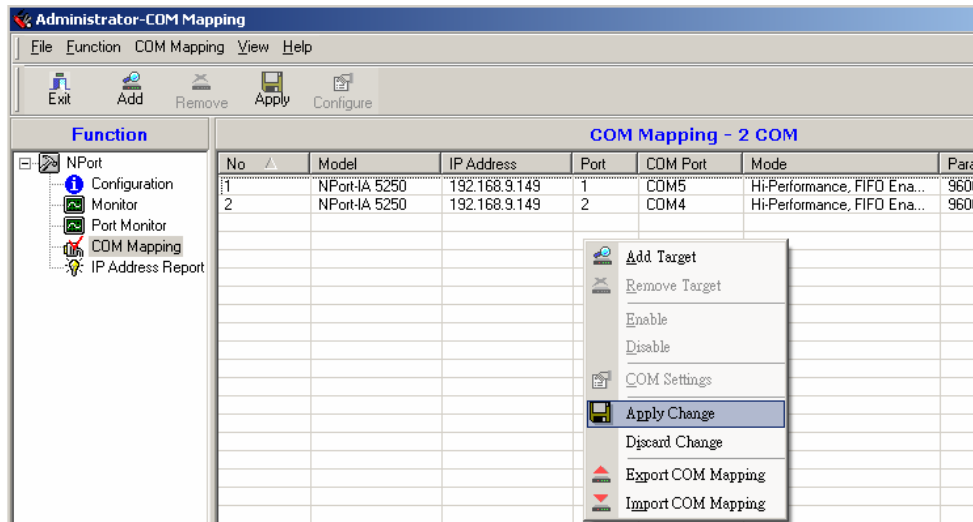 Administrator-COM Mapping
File Function COM Mapping View Help
Exit Add Remove Apply Configure
Function
COM Mapping - 2 COM
NPort
Configuration
Monitor
Port Monitor
COM Mapping
IP Address Report
No Model IP Address Port COM Port Mode Para
1 NPort-IA 5250 192.168.9.149 1 COM5 Hi-Performance, FIFO Ena... 9600
2 NPort-IA 5250 192.168.9.149 2 COM4 Hi-Performance, FIFO Ena... 9600
Add Target
Remove Target
Enable
Disable
COM Settings
Apply Change
Discard Change
Export COM Mapping
Import COM Mapping